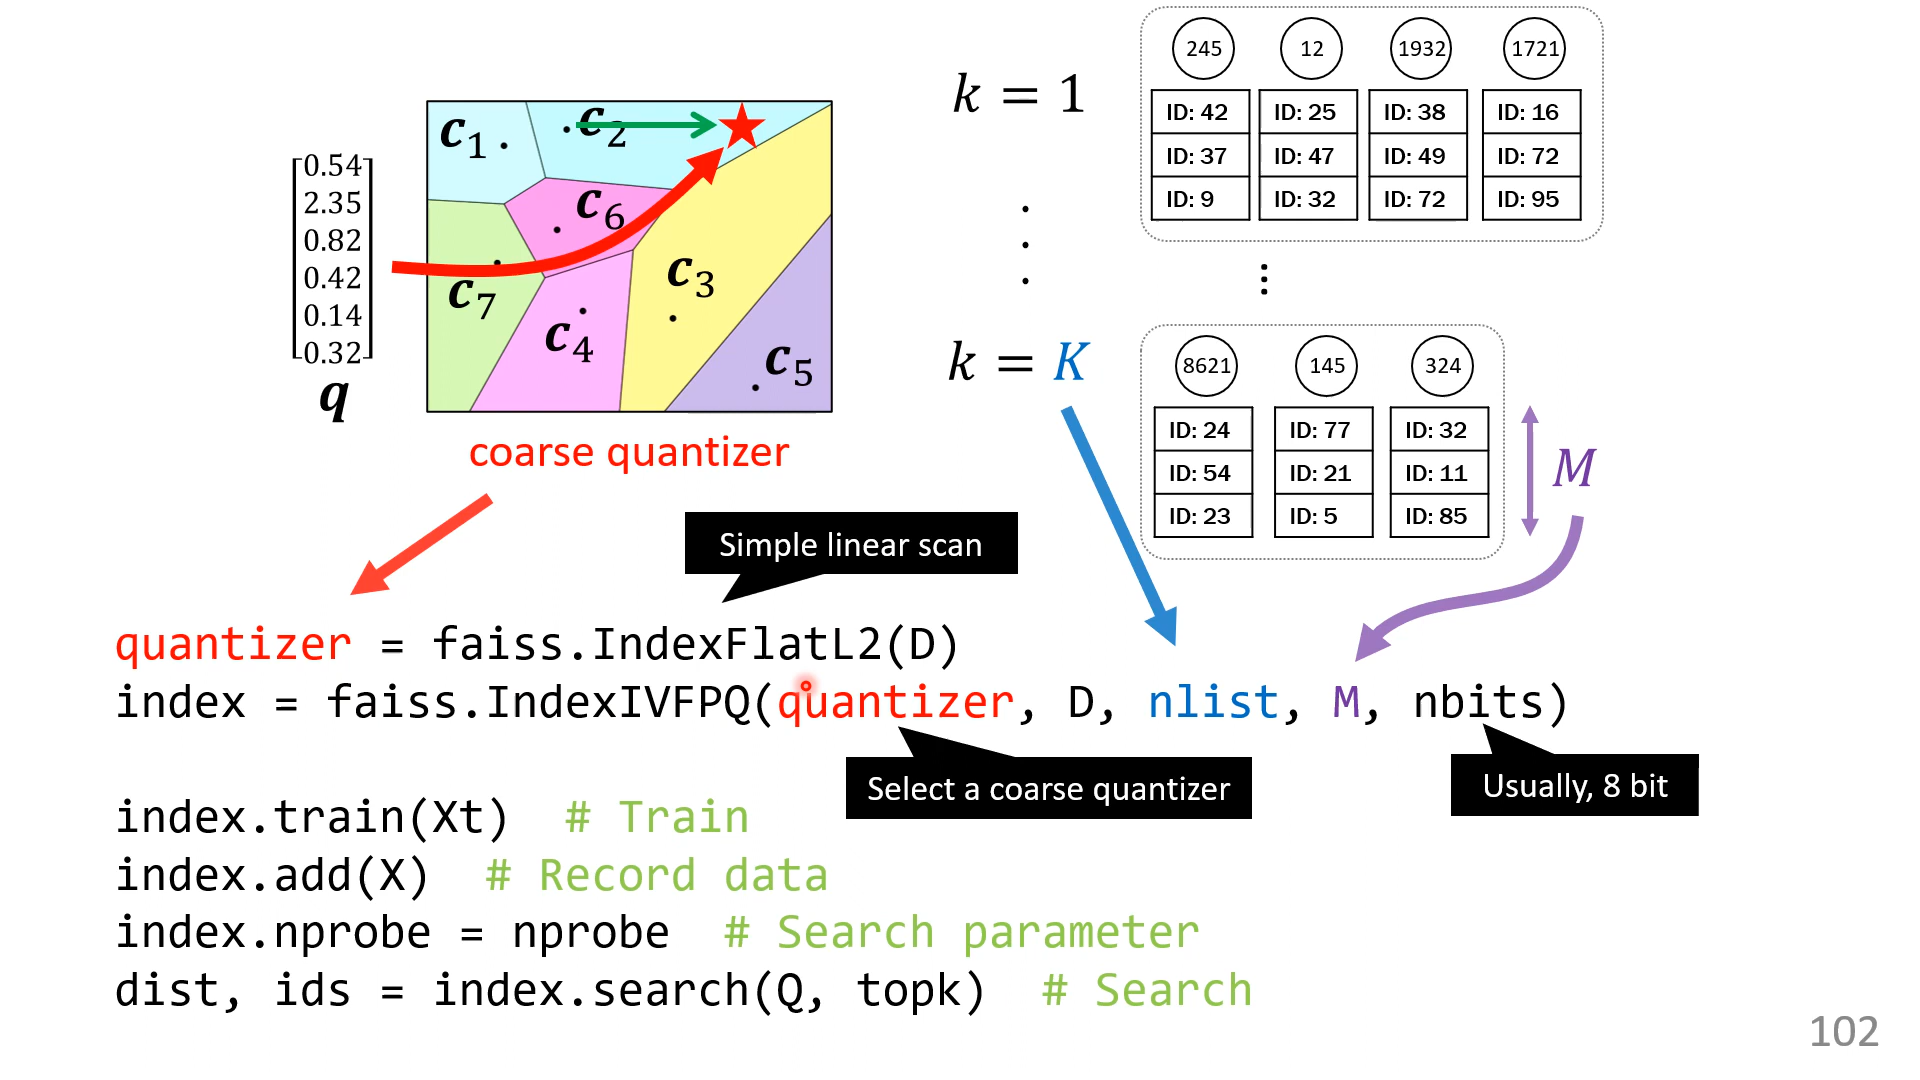 0.54
2.35
0.82
0.42
0.14
0.32
q
c1
c2
c6
c3
c7
c4
c5
coarse quantizer
k = 1
245 12 1932 1721
ID: 42 ID: 25 ID: 38 ID: 16
ID: 37 ID: 47 ID: 49 ID: 72
ID: 9 ID: 32 ID: 72 ID: 95
k = K
8621 145 324
ID: 24 ID: 77 ID: 32
ID: 54 ID: 21 ID: 11
ID: 23 ID: 5 ID: 85
M
Simple linear scan
quantizer = faiss.IndexFlatL2(D)
index = faiss.IndexIVFPQ(quantizer, D, nlist, M, nbits)
Select a coarse quantizer
Usually, 8 bit
index.train(Xt) # Train
index.add(X) # Record data
index.nprobe = nprobe # Search parameter
dist, ids = index.search(Q, topk) # Search
102